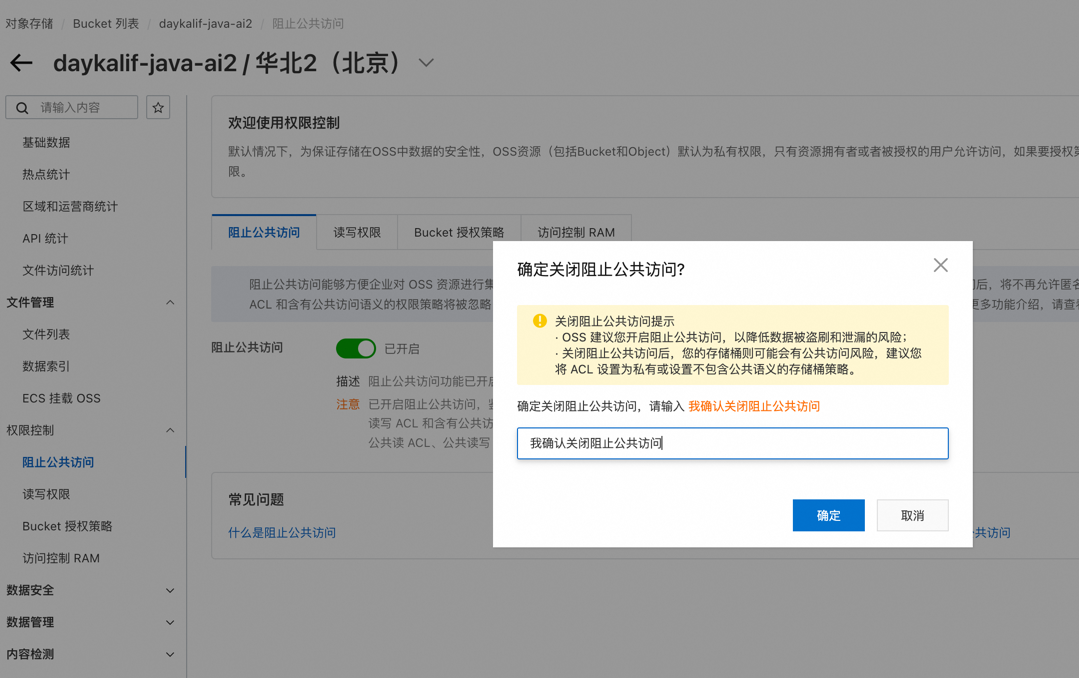 对象存储 / Bucket 列表 / daykalif-java-ai2 / 阻止公共访问
daykalif-java-ai2 / 华北2（北京）
请输入内容
基础数据
热点统计
区域和运营商统计
API 统计
文件访问统计
文件管理
文件列表
数据索引
ECS 挂载 OSS
权限控制
阻止公共访问
读写权限
Bucket 授权策略
访问控制 RAM
数据安全
数据管理
内容检测
欢迎使用权限控制
默认情况下，为保证存储在OSS中数据的安全性，OSS资源（包括Bucket和Object）默认为私有权限，只有资源拥有者或者被授权的用户允许访问，如果要授权第
限。
阻止公共访问 读写权限 Bucket 授权策略 访问控制 RAM
阻止公共访问能够方便企业对 OSS 资源进行集
后，将不再允许匿名
ACL 和含有公共访问语义的权限策略将被忽略
更多功能介绍，请查
阻止公共访问 已开启
描述 阻止公共访问功能已开
注意 已开启阻止公共访问，
读写 ACL 和含有公共访
公共读 ACL、公共读写
常见问题
什么是阻止公共访问
共访问
确定关闭阻止公共访问?
关闭阻止公共访问提示
· OSS 建议您开启阻止公共访问，以降低数据被盗刷和泄漏的风险；
· 关闭阻止公共访问后，您的存储桶则可能会有公共访问风险，建议您
将 ACL 设置为私有或设置不包含公共语义的存储桶策略。
确定关闭阻止公共访问，请输入 我确认关闭阻止公共访问
我确认关闭阻止公共访问
确定 取消